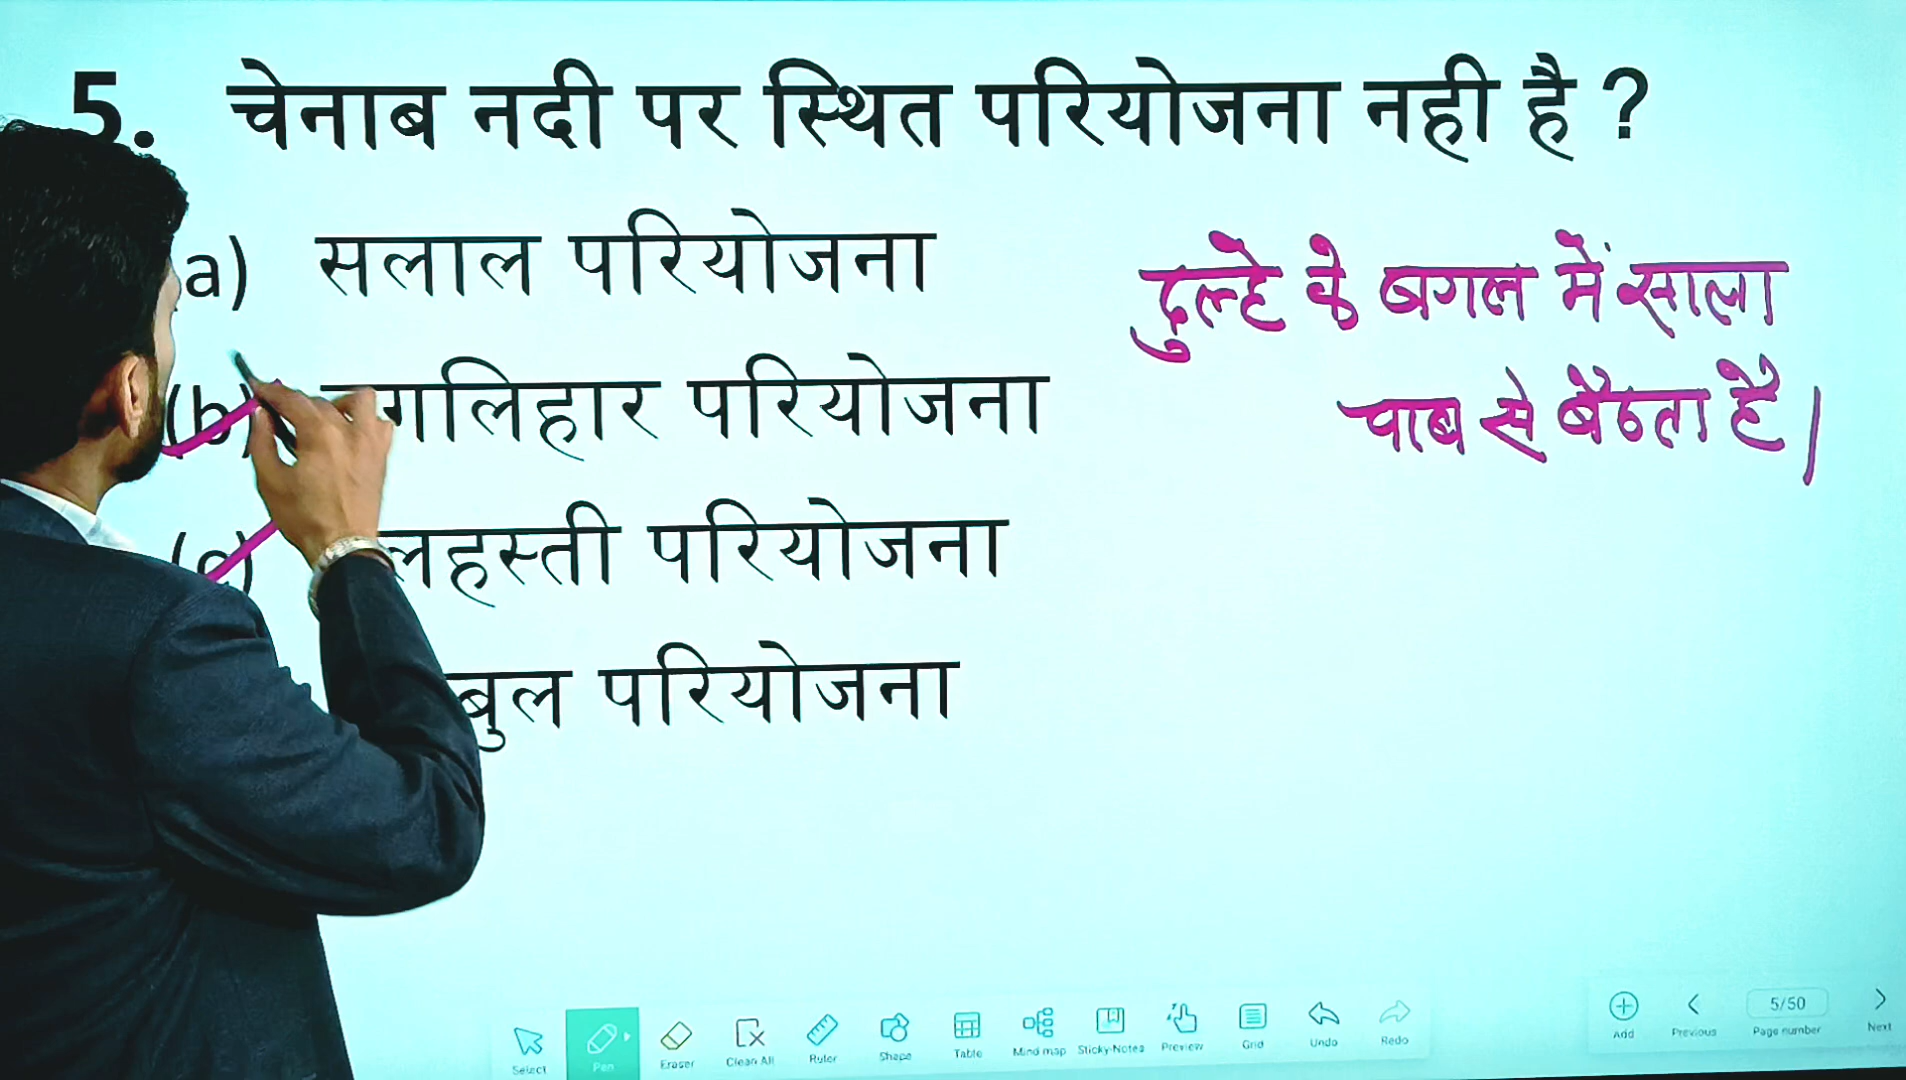 5. चेनाब नदी पर स्थित परियोजना नही है ?
a) सलाल परियोजना
दुल्हे के बगल में साला
(b) गलिहार परियोजना
चाब से बैठता है।
(c) लहस्ती परियोजना
बुल परियोजना
Select
Pen
Eraser
Clean All
Ruler
Shape
Table
Mind map
Sticky Notes
Preview
Grid
Undo
Redo
Add
Previous
5/50
Page number
Next